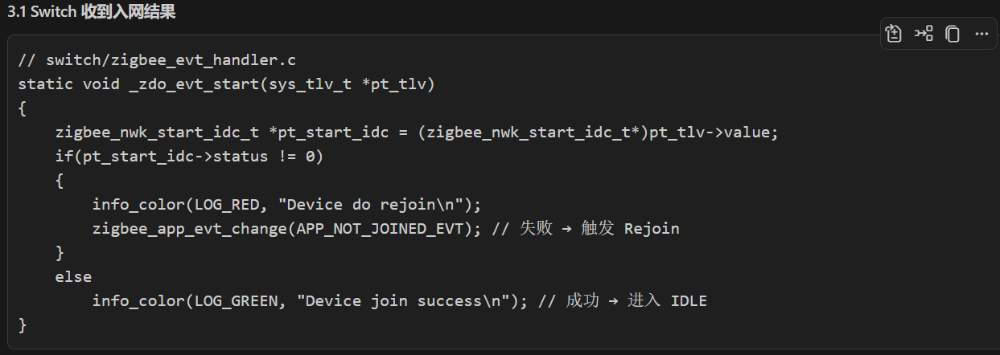 3.1 Switch 收到入网结果
// switch/zigbee_evt_handler.c
static void _zdo_evt_start(sys_tlv_t *pt_tlv)
{
    zigbee_nwk_start_idc_t *pt_start_idc = (zigbee_nwk_start_idc_t*)pt_tlv->value;
    if(pt_start_idc->status != 0)
    {
        info_color(LOG_RED, "Device do rejoin\n");
        zigbee_app_evt_change(APP_NOT_JOINED_EVT); // 失败 → 触发 Rejoin
    }
    else
        info_color(LOG_GREEN, "Device join success\n"); // 成功 → 进入 IDLE
}